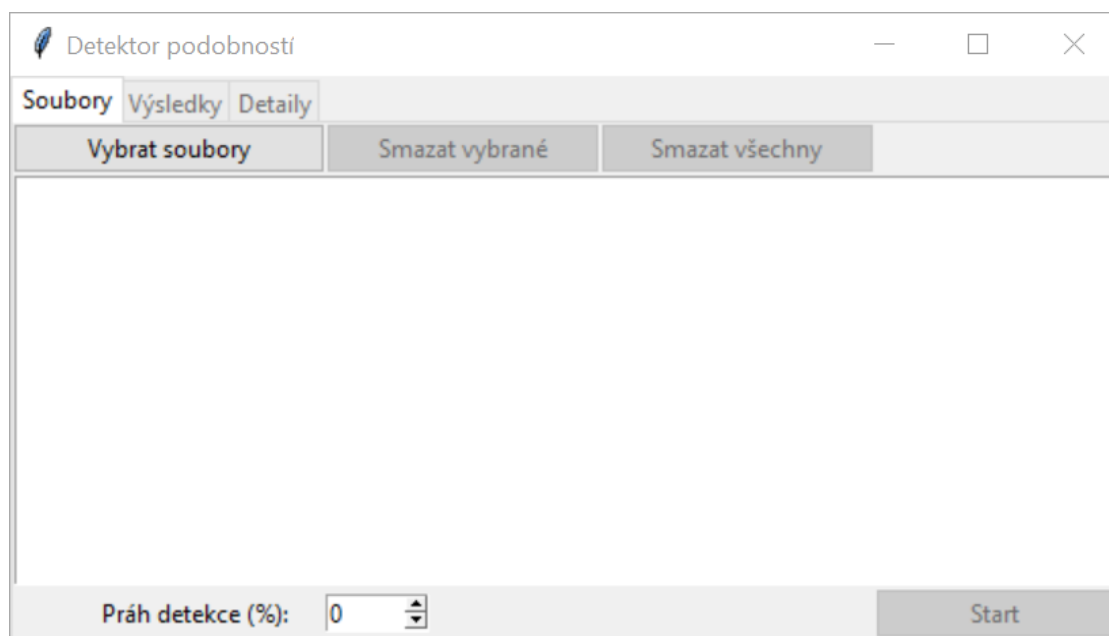 Detektor podobností
Soubory Výsledky Detaily
Vybrat soubory Smazat vybrané Smazat všechny
Práh detekce (%): 0 Start